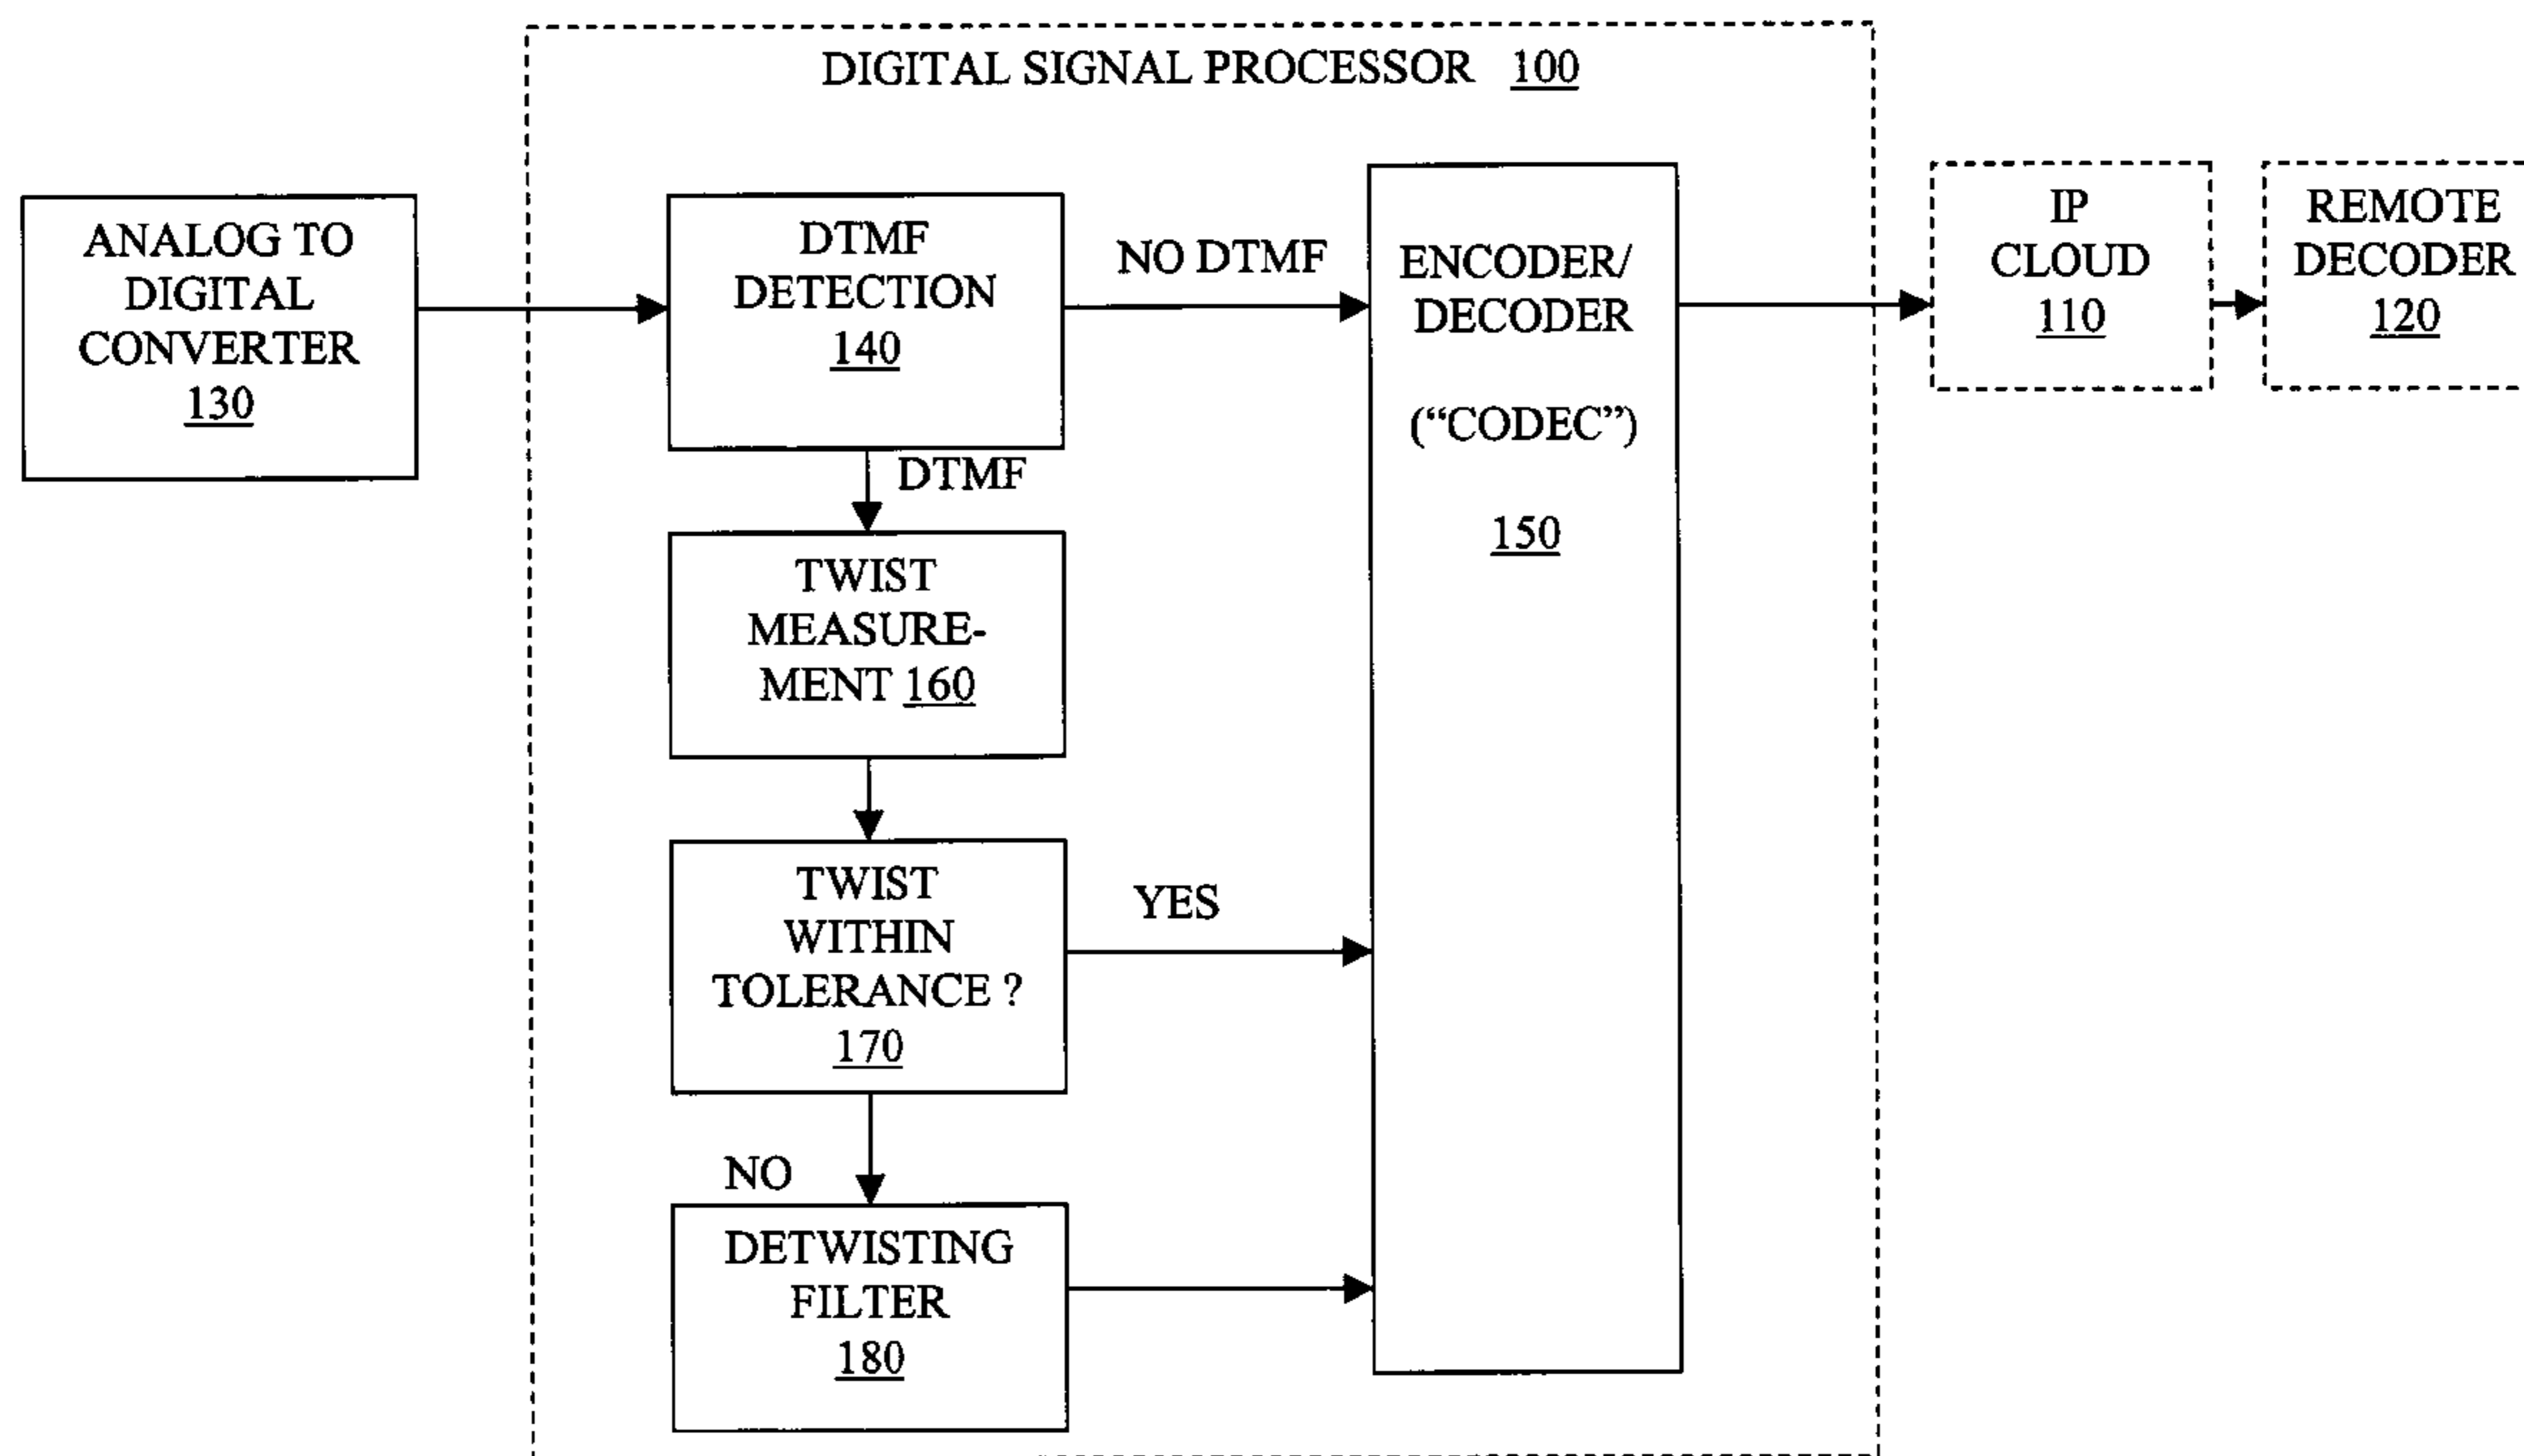 DIGITAL SIGNAL PROCESSOR 100
ANALOG TO
DIGITAL
CONVERTER
130
DTMF
DETECTION
140
NO DTMF
ENCODER/
DECODER
(“CODEC”)
150
IP
CLOUD
110
REMOTE
DECODER
120
DTMF
TWIST
MEASURE-
MENT 160
TWIST
WITHIN
TOLERANCE ?
170
YES
NO
DETWISTING
FILTER
180